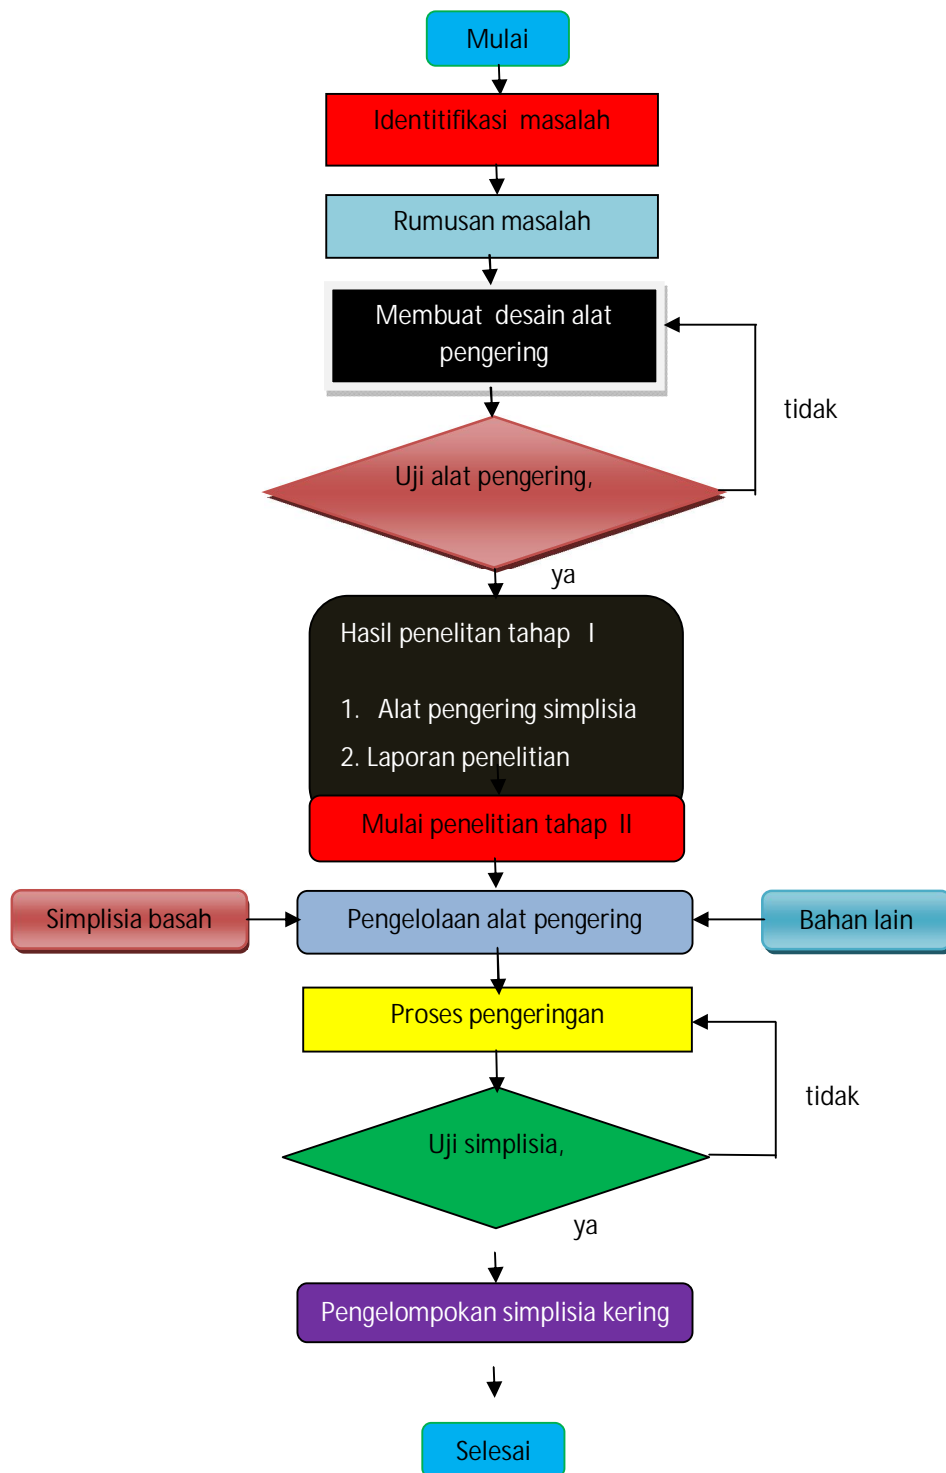 Mulai
Identitifikasi masalah
Rumusan masalah
Membuat desain alat
pengering
tidak
Uji alat pengering,
ya
Hasil penelitan tahap I
1. Alat pengering simplisia
2. Laporan penelitian
Mulai penelitian tahap II
Simplisia basah
Pengelolaan alat pengering
Bahan lain
Proses pengeringan
tidak
Uji simplisia,
ya
Pengelompokan simplisia kering
Selesai